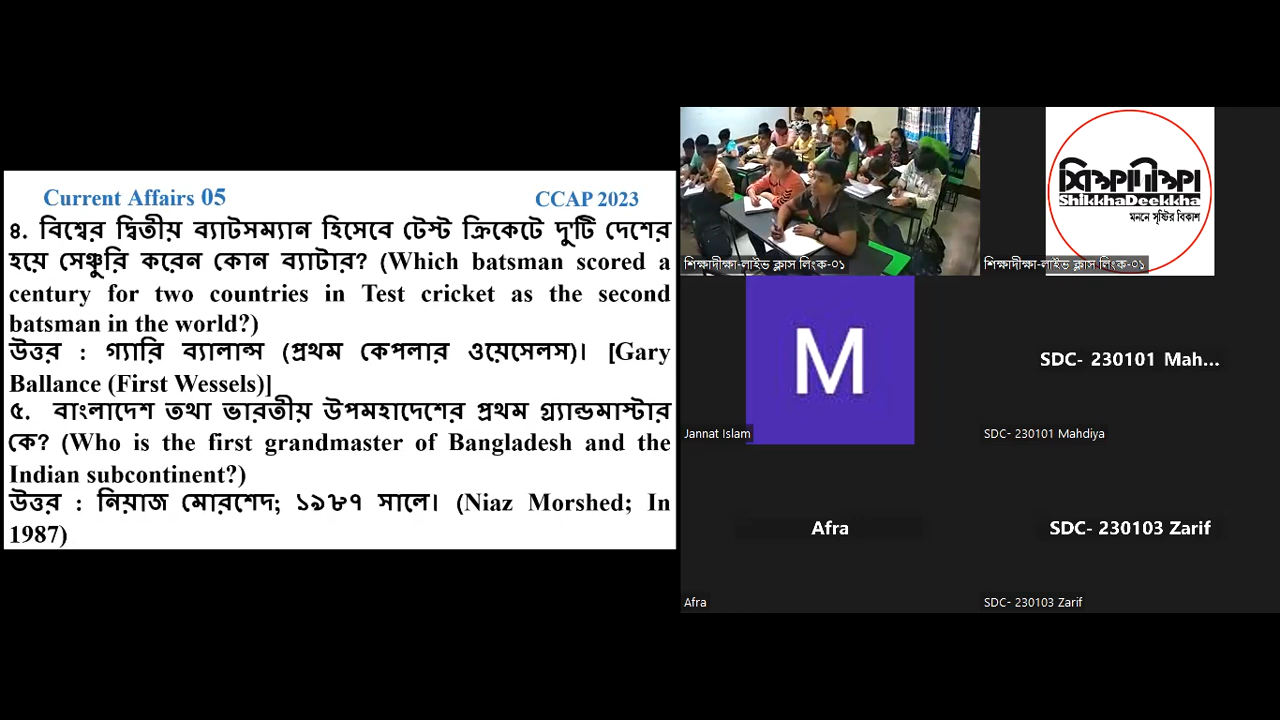 Current Affairs 05
CCAP 2023
৪. বিশ্বের দ্বিতীয় ব্যাটসম্যান হিসেবে টেস্ট ক্রিকেটে দু'টি দেশের
হয়ে সেঞ্চুরি করেন কোন ব্যাটার? (Which batsman scored a
century for two countries in Test cricket as the second
batsman in the world?)
উত্তর : গ্যারি ব্যালান্স (প্রথম কেপলার ওয়েসেলস)। [Gary
Ballance (First Wessels)]
৫. বাংলাদেশ তথা ভারতীয় উপমহাদেশের প্রথম গ্র্যান্ডমাস্টার
কে? (Who is the first grandmaster of Bangladesh and the
Indian subcontinent?)
উত্তর : নিয়াজ মোরশেদ; ১৯৮৭ সালে। (Niaz Morshed; In
1987)
শিক্ষাদীক্ষা-লাইভ ক্লাস লিংক-০১
শিক্ষাদীক্ষা
ShikkhaDeekkha
মননে সৃষ্টির বিকাশ
শিক্ষাদীক্ষা-লাইভ ক্লাস লিংক-০১
M
Jannat Islam
SDC- 230101 Mah...
SDC- 230101 Mahdiya
Afra
Afra
SDC- 230103 Zarif
SDC- 230103 Zarif